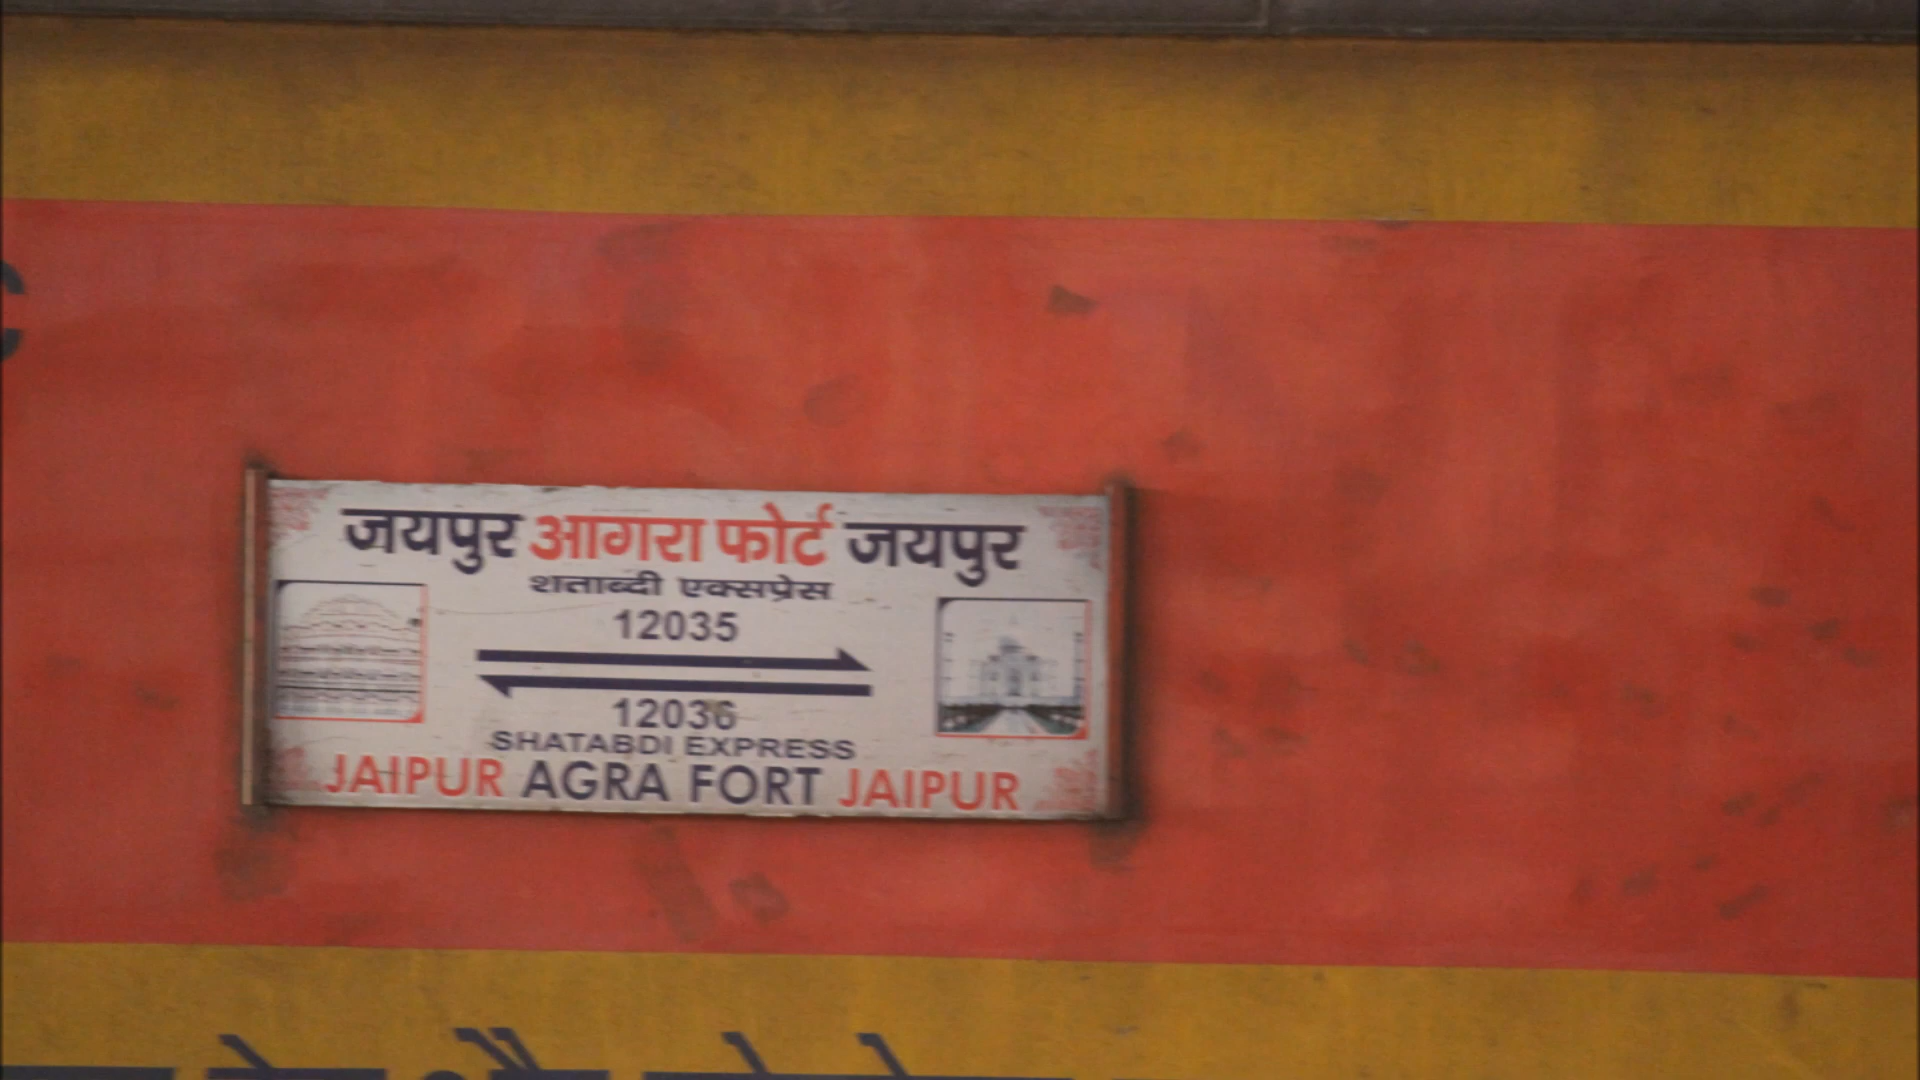 जयपुर आगरा फोर्ट जयपुर
शताब्दी एक्सप्रेस
12035
12036
SHATABDI EXPRESS
JAIPUR AGRA FORT JAIPUR